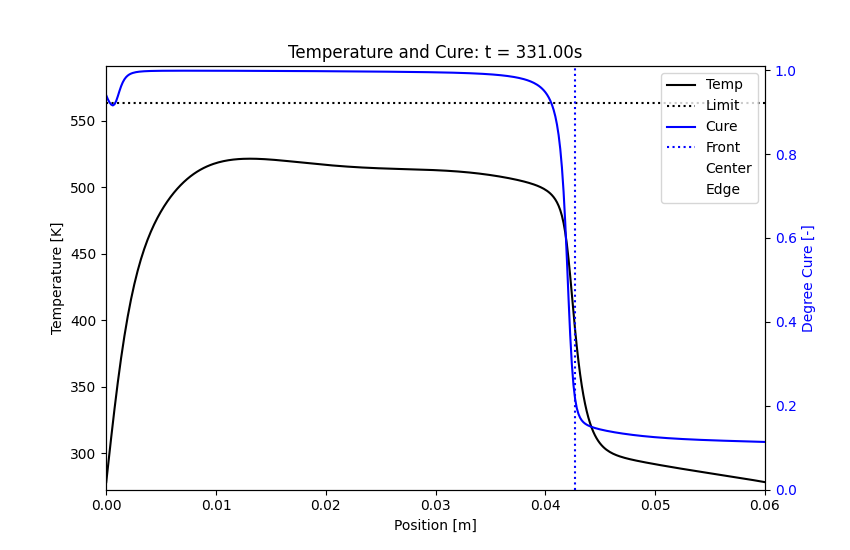 Temperature and Cure: t = 331.00s
Temp
Limit
Cure
Front
Center
Edge
Temperature [K]
550
500
450
400
350
300
Degree Cure [-]
1.0
0.8
0.6
0.4
0.2
0.0
0.00 0.01 0.02 0.03 0.04 0.05 0.06
Position [m]